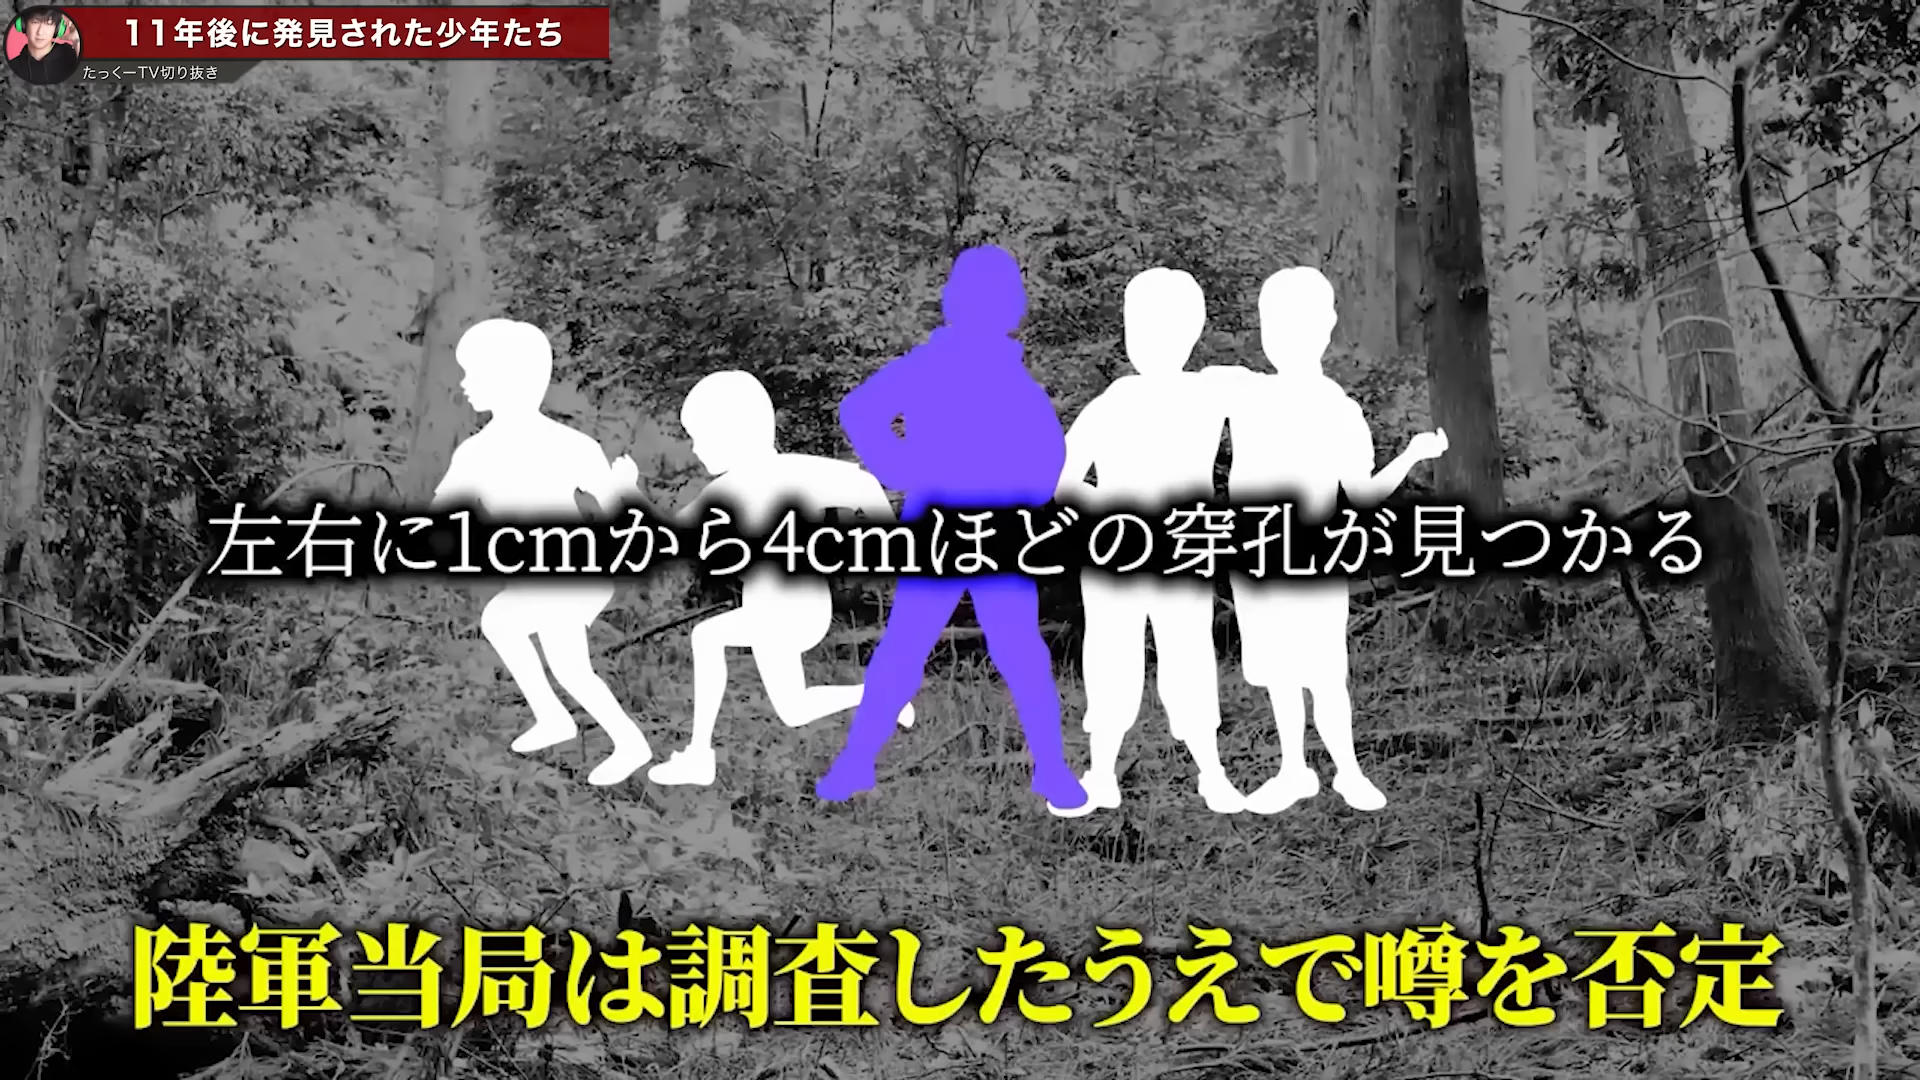 11年後に発見された少年たち
たっくーTV切り抜き
左右に1cmから4cmほどの穿孔が見つかる
陸軍当局は調査したうえで噂を否定